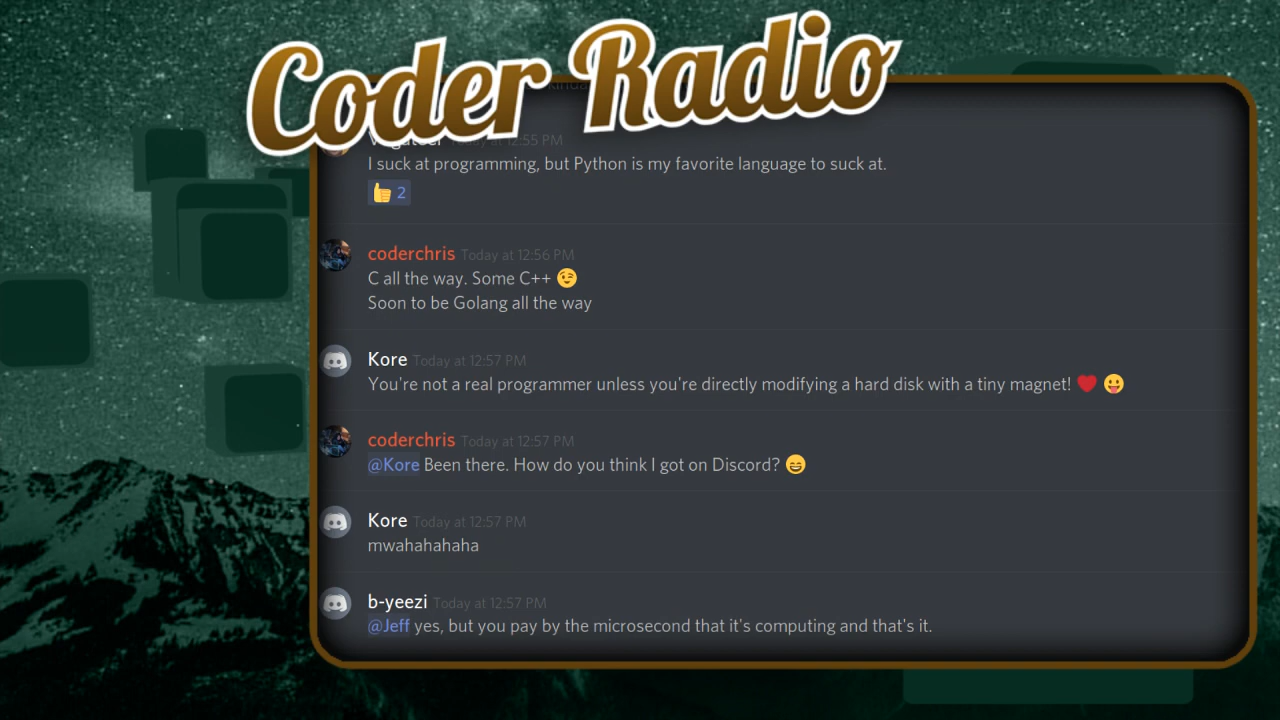 Coder Radio
Today at 12:55 PM
I suck at programming, but Python is my favorite language to suck at.
👍 2
coderchris Today at 12:56 PM
C all the way. Some C++ 😉
Soon to be Golang all the way
Kore Today at 12:57 PM
You're not a real programmer unless you're directly modifying a hard disk with a tiny magnet! ❤️ 😛
coderchris Today at 12:57 PM
@Kore Been there. How do you think I got on Discord? 😄
Kore Today at 12:57 PM
mwahahahaha
b-yeezi Today at 12:57 PM
@Jeff yes, but you pay by the microsecond that it's computing and that's it.